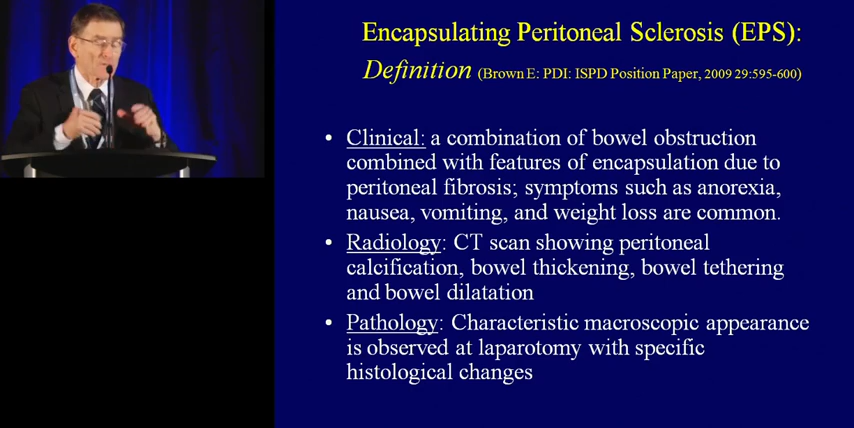 Encapsulating Peritoneal Sclerosis (EPS):
Definition (Brown E: PDI: ISPD Position Paper, 2009 29:595-600)
• Clinical: a combination of bowel obstruction
combined with features of encapsulation due to
peritoneal fibrosis; symptoms such as anorexia,
nausea, vomiting, and weight loss are common.
• Radiology: CT scan showing peritoneal
calcification, bowel thickening, bowel tethering
and bowel dilatation
• Pathology: Characteristic macroscopic appearance
is observed at laparotomy with specific
histological changes